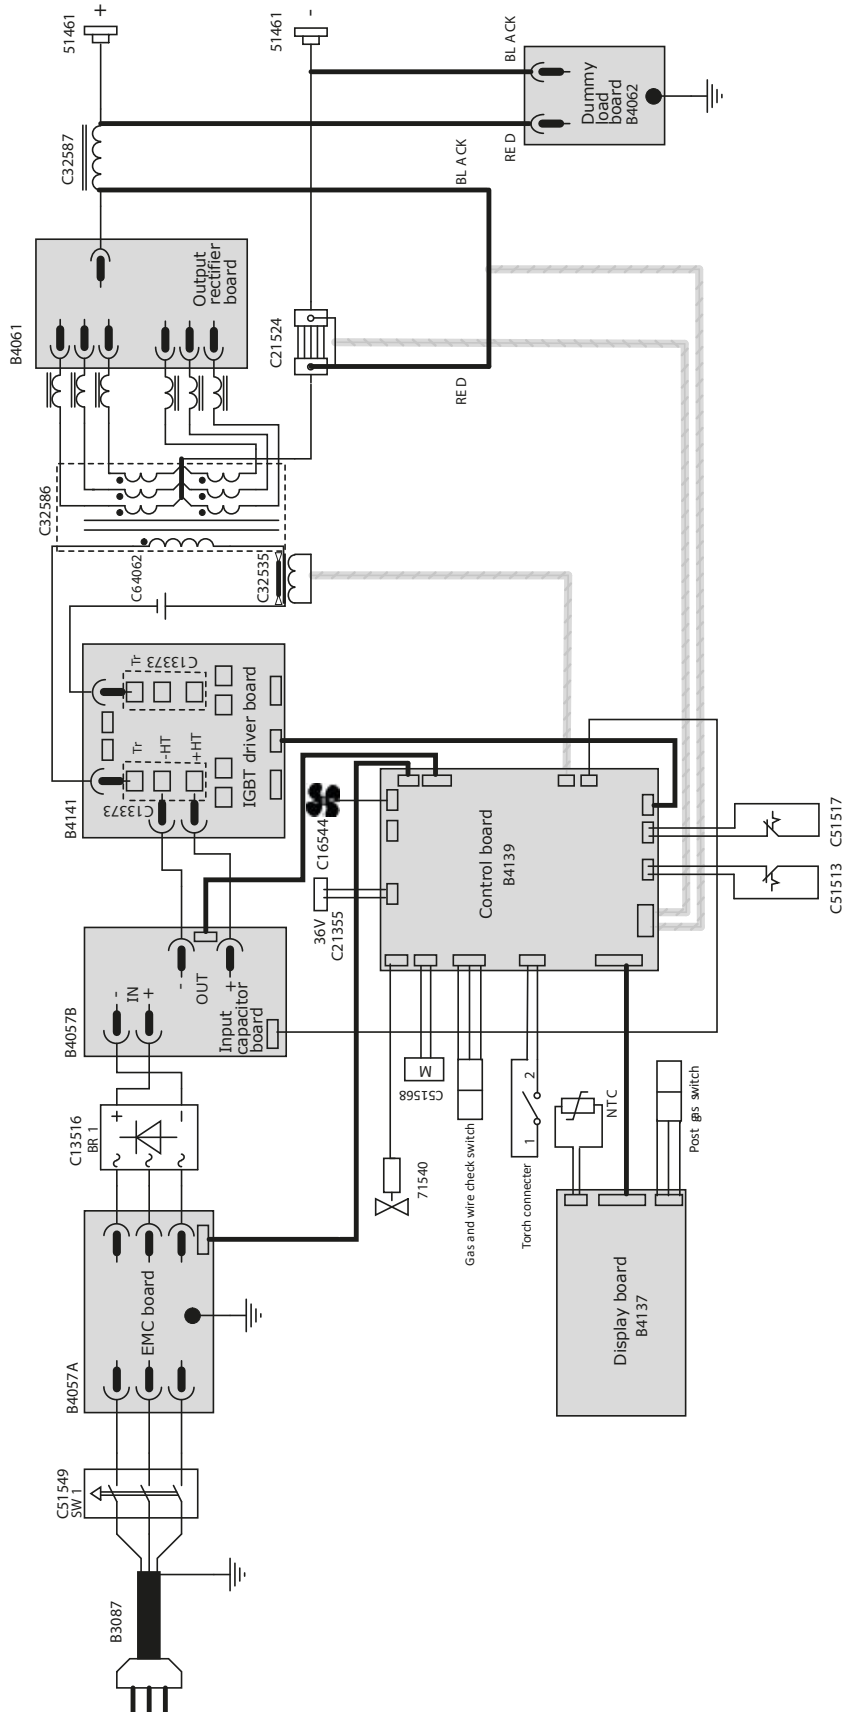 51461
+
51461
-
BLACK
RED
Dummy
load
board
B4062
C32587
BLACK
B4061
Output
rectifier
board
C21524
RED
C32586
C64062
C32535
B4141
Tr
C13373
Tr
-HT
+HT
C13373
IGBT driver board
C16544
36V
C21355
Control board
B4139
C51517
C51513
B4057B
-
IN
+
-
OUT
+
Input
capacitor
board
C13516
BR 1
+
-
M
C51568
71540
Gas and wire check switch
1
2
Torch connecter
NTC
Post gas switch
Display board
B4137
B4057A
EMC board
C51549
SW 1
B3087